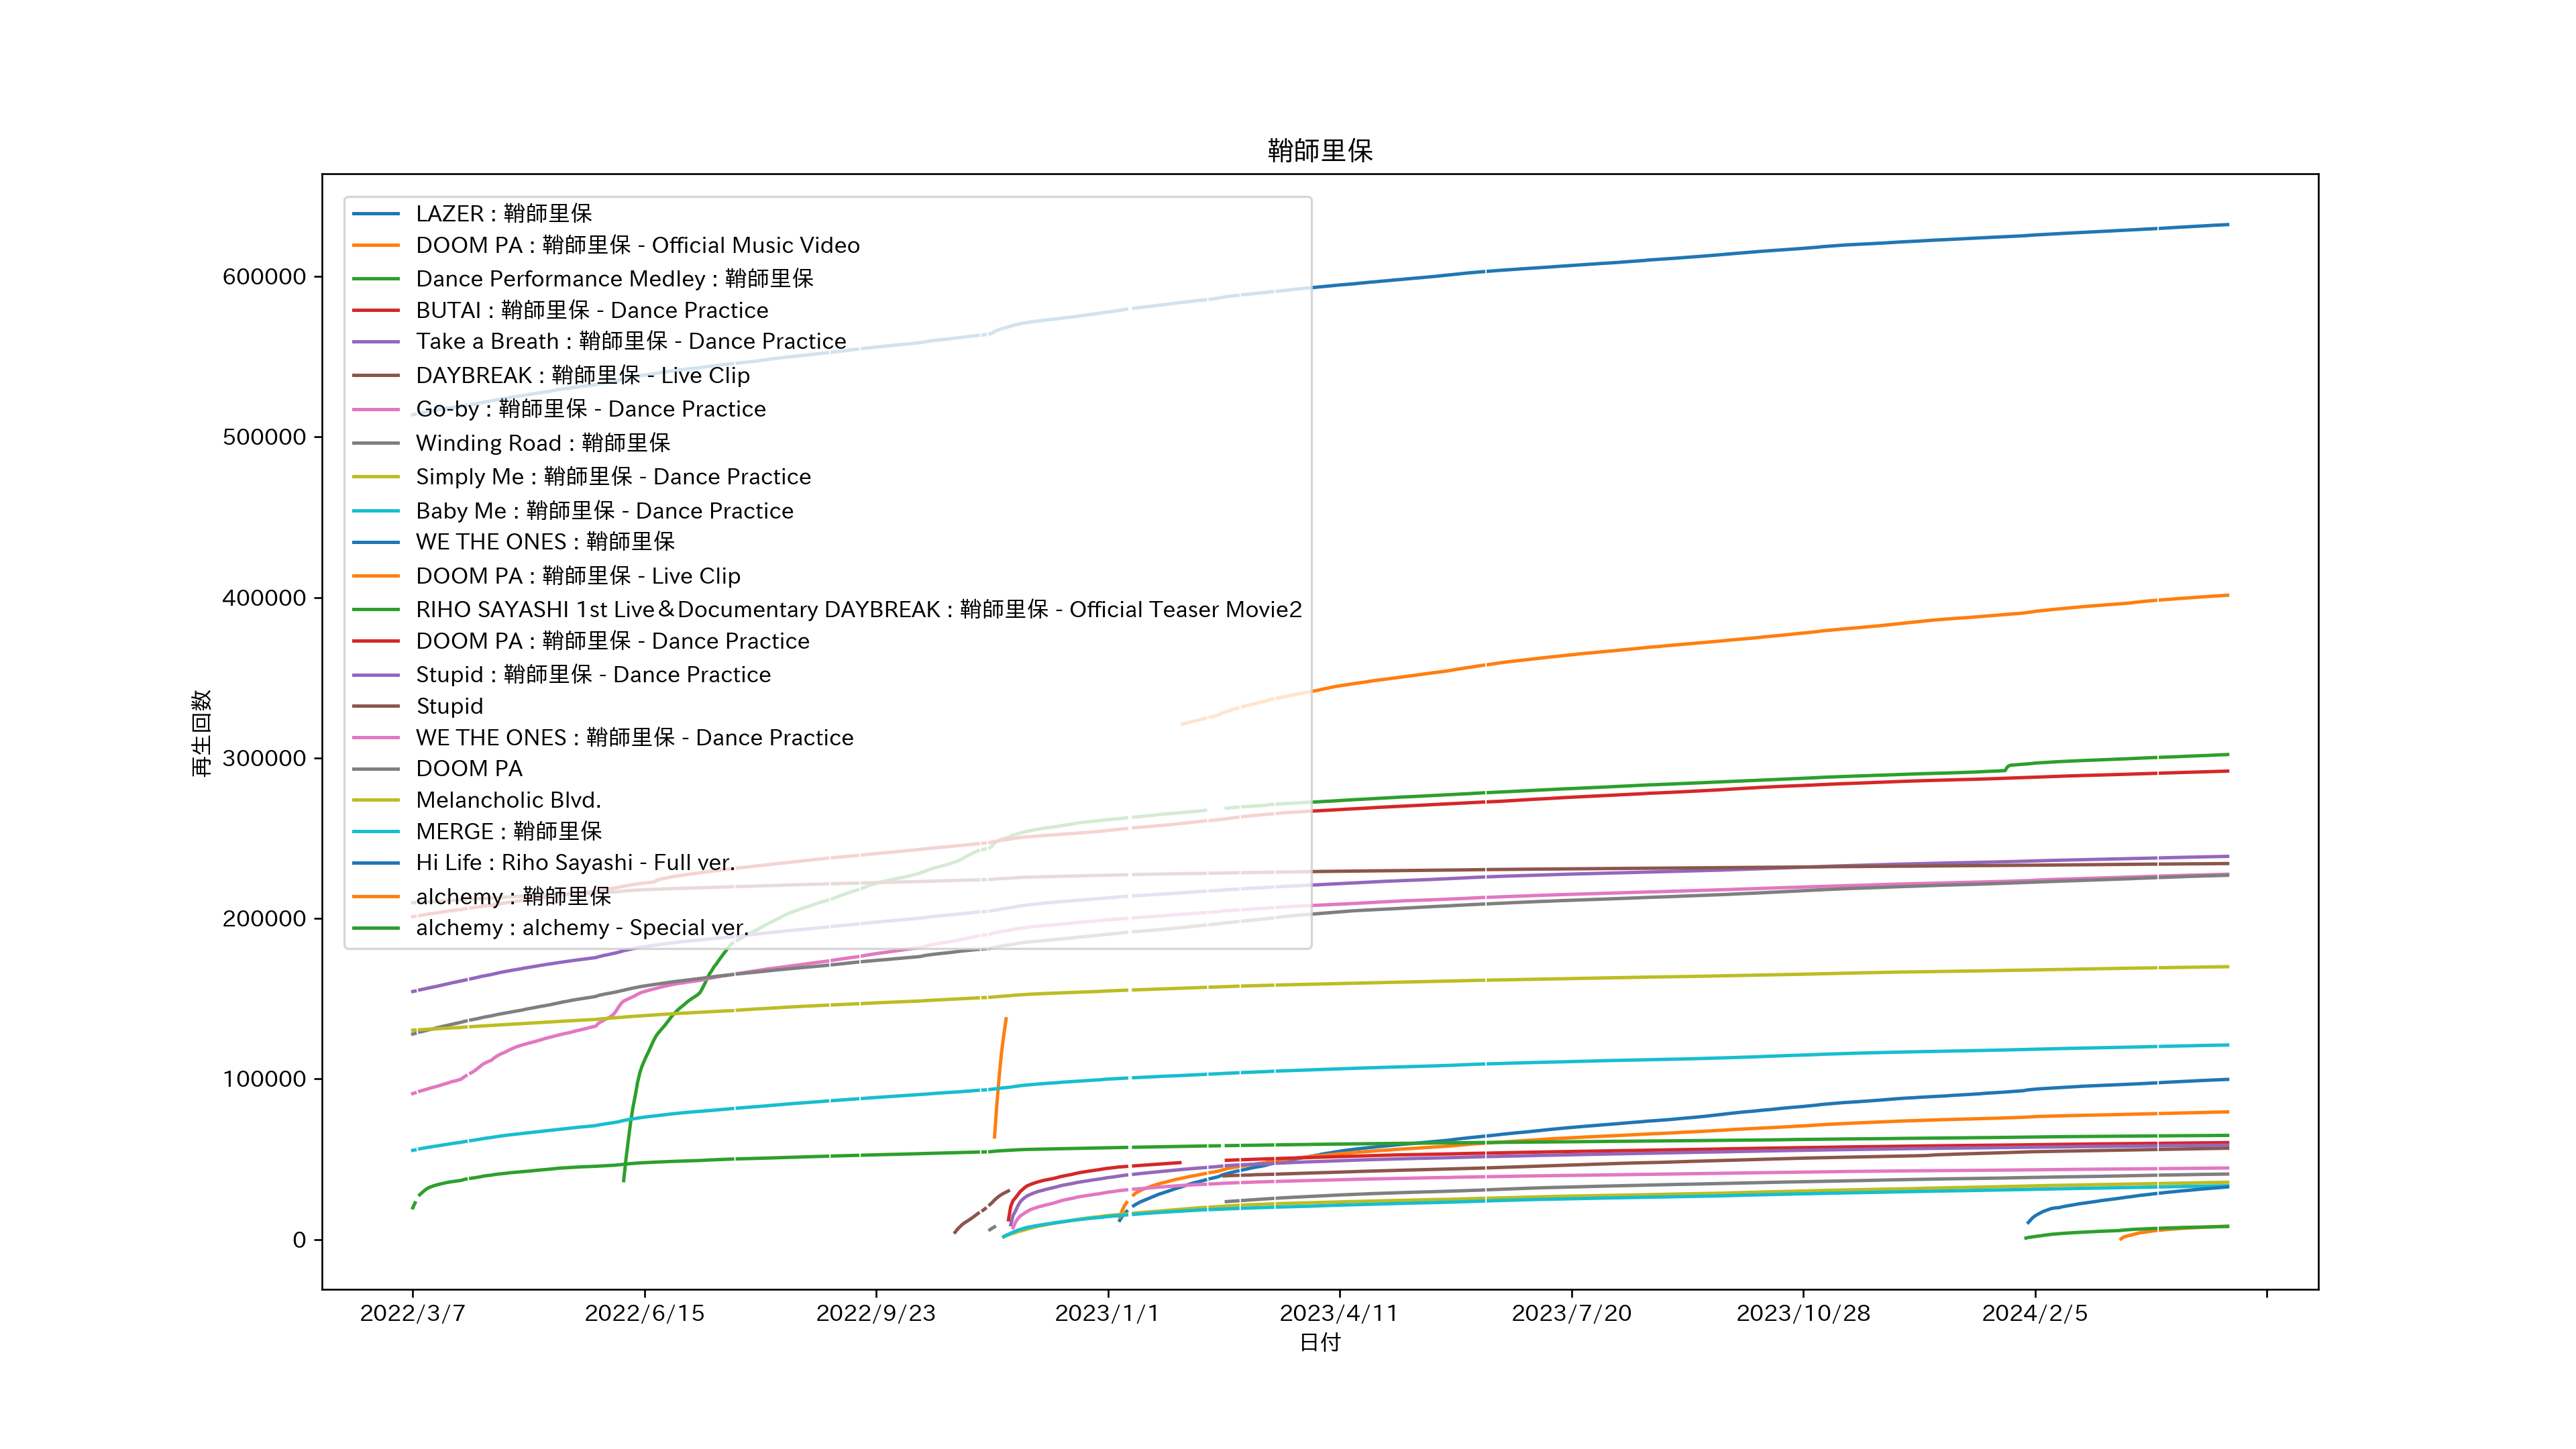 鞘師里保
LAZER : 鞘師里保
DOOM PA : 鞘師里保 - Official Music Video
Dance Performance Medley : 鞘師里保
BUTAI : 鞘師里保 - Dance Practice
Take a Breath : 鞘師里保 - Dance Practice
DAYBREAK : 鞘師里保 - Live Clip
Go-by : 鞘師里保 - Dance Practice
Winding Road : 鞘師里保
Simply Me : 鞘師里保 - Dance Practice
Baby Me : 鞘師里保 - Dance Practice
WE THE ONES : 鞘師里保
DOOM PA : 鞘師里保 - Live Clip
RIHO SAYASHI 1st Live＆Documentary DAYBREAK : 鞘師里保 - Official Teaser Movie2
DOOM PA : 鞘師里保 - Dance Practice
Stupid : 鞘師里保 - Dance Practice
Stupid
WE THE ONES : 鞘師里保 - Dance Practice
DOOM PA
Melancholic Blvd.
MERGE : 鞘師里保
Hi Life : Riho Sayashi - Full ver.
alchemy : 鞘師里保
alchemy : alchemy - Special ver.
再生回数
600000
500000
400000
300000
200000
100000
0
2022/3/7
2022/6/15
2022/9/23
2023/1/1
2023/4/11
2023/7/20
2023/10/28
2024/2/5
日付